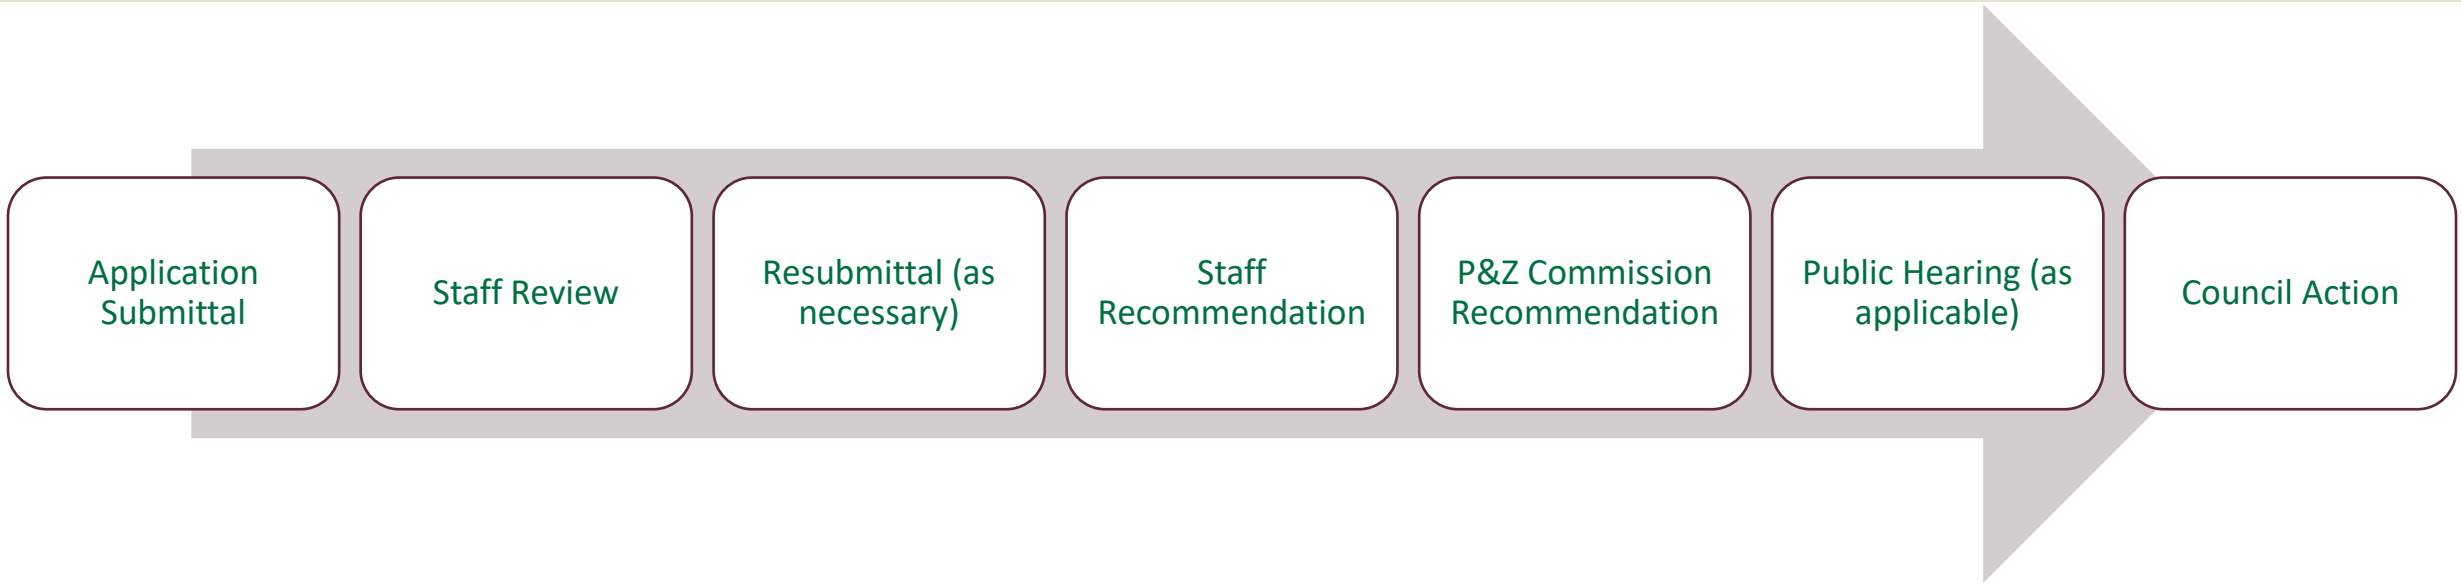 Application
Submittal
Staff Review
Resubmittal (as
necessary)
Staff
Recommendation
P&Z Commission
Recommendation
Public Hearing (as
applicable)
Council Action